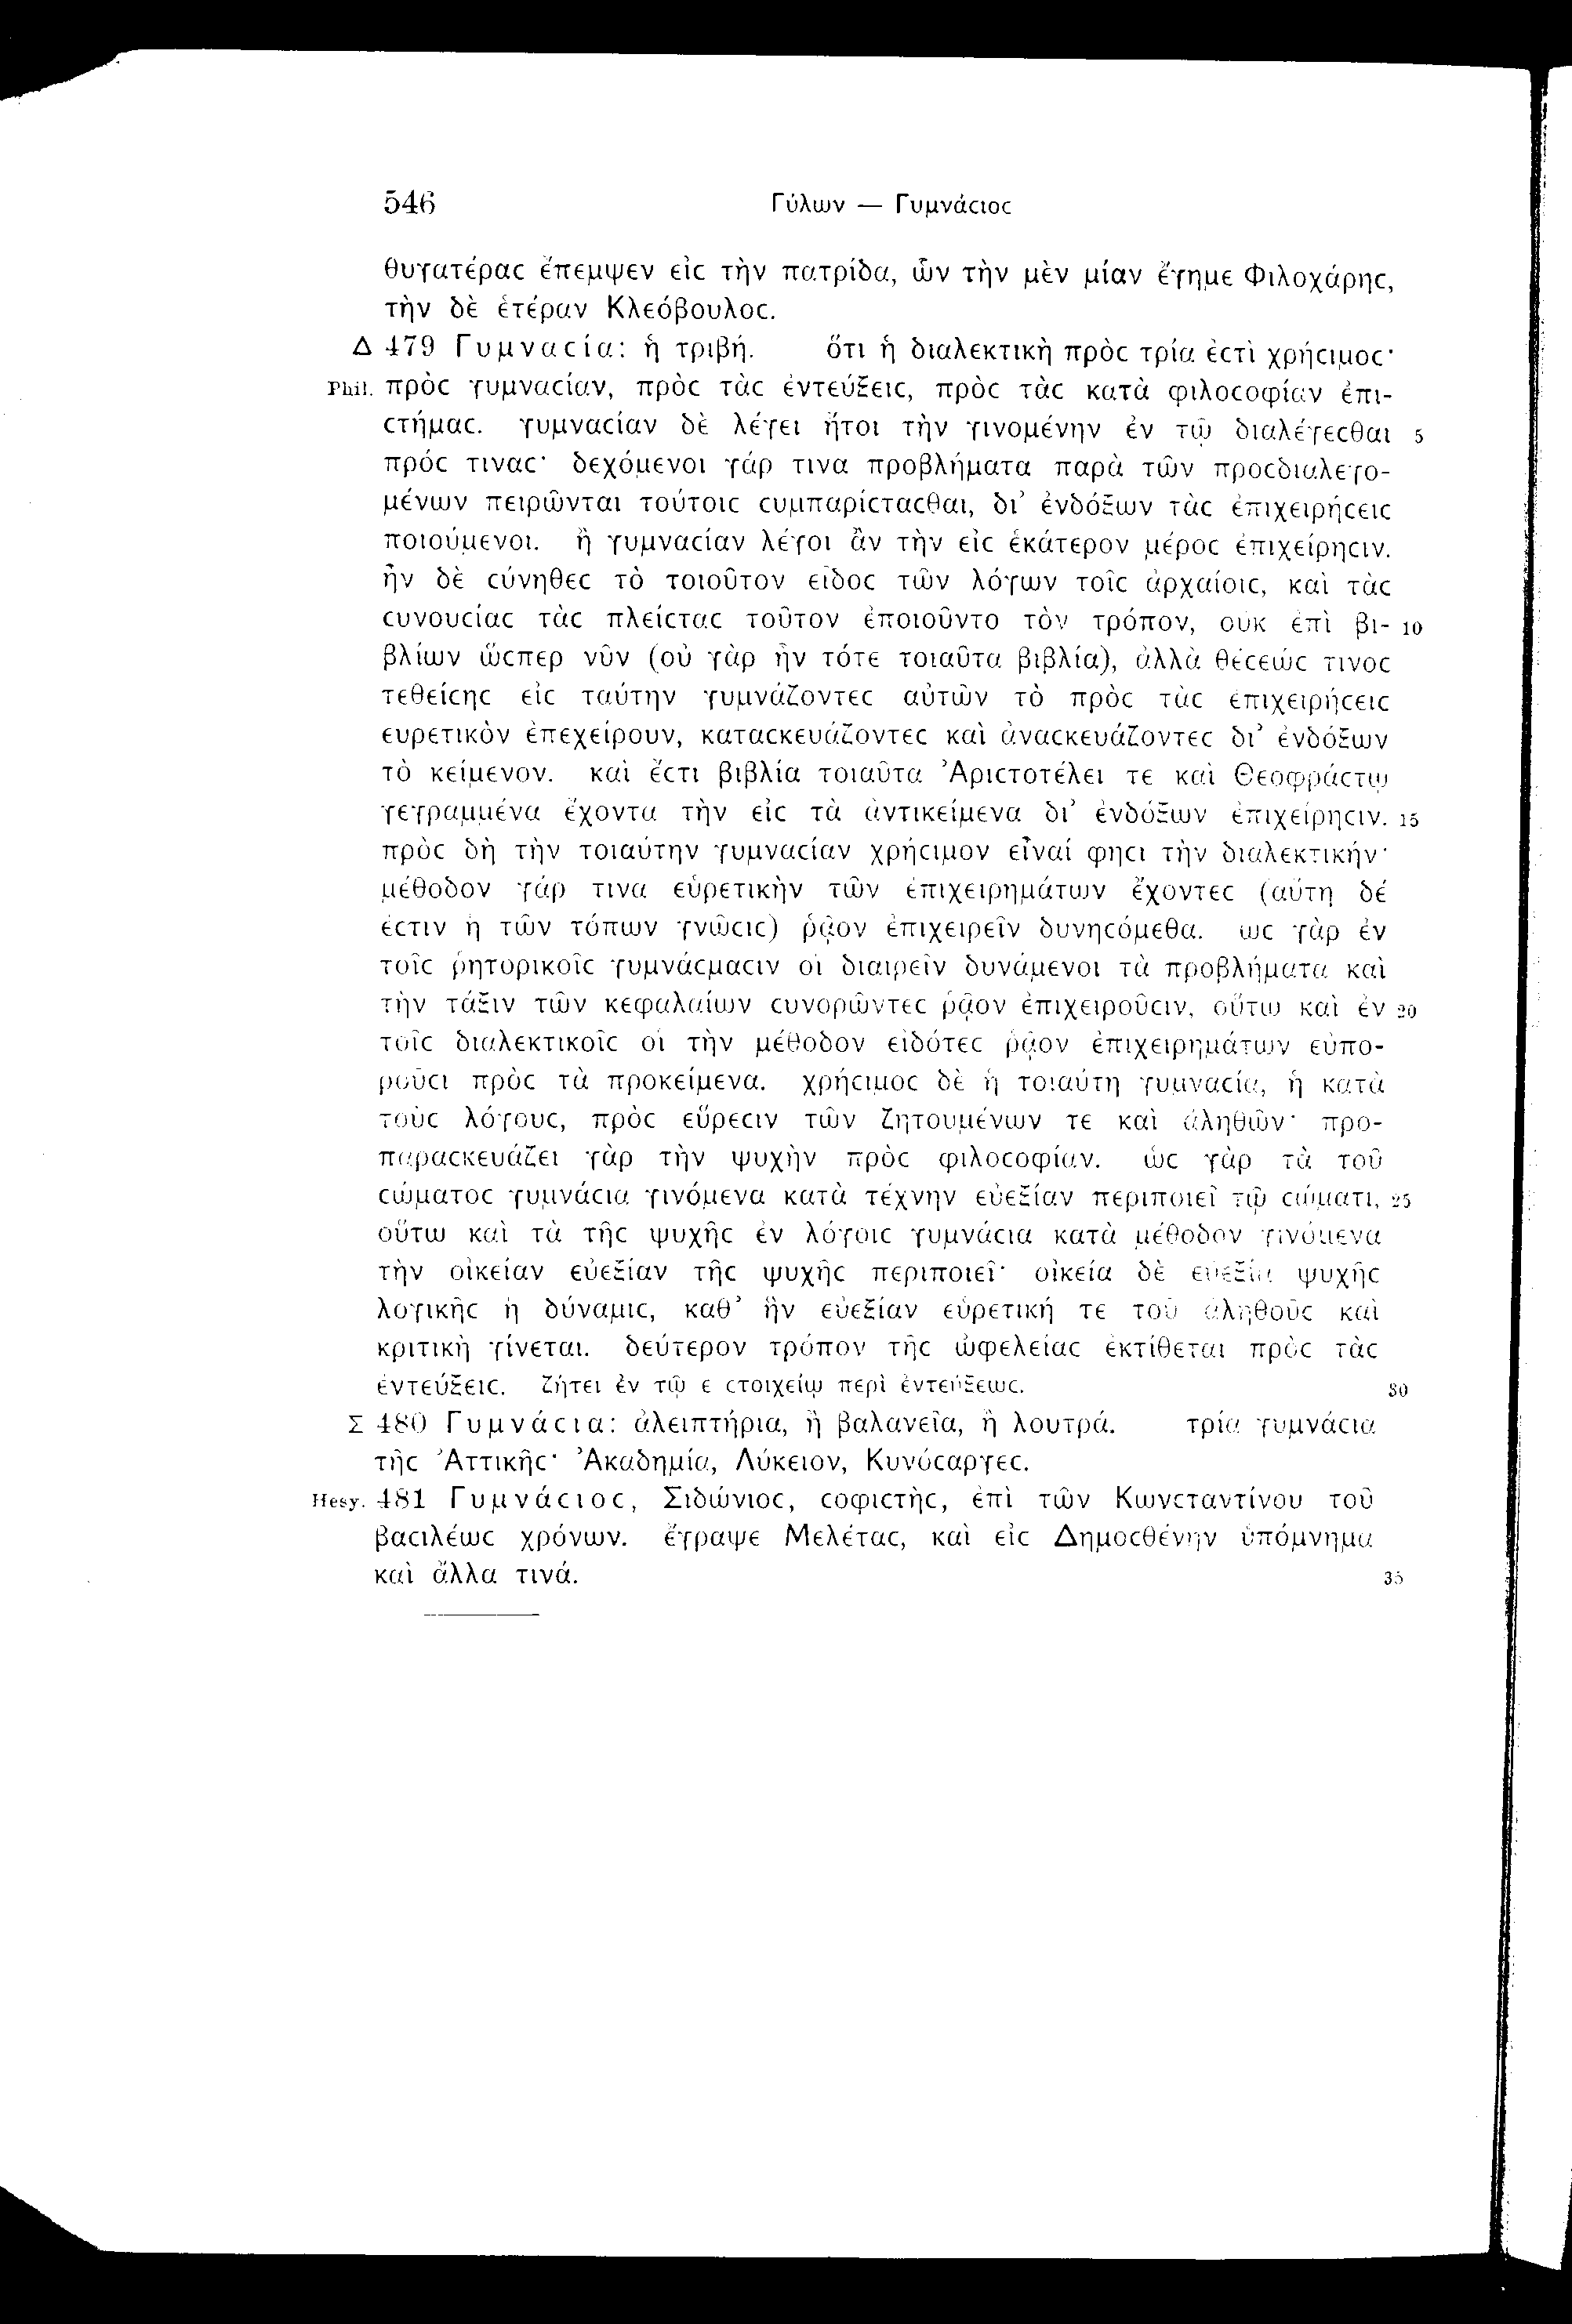 546 Γύλων — Γυμνάϲιοϲ
θυγατέραϲ ἔπεμψεν εἰϲ τὴν πατρίδα, ὧν τὴν μὲν μίαν ἔγημε Φιλοχάρηϲ,
τὴν δὲ ἑτέραν Κλεόβουλοϲ.
Δ 479 Γυμναϲία: ἡ τριβή. ὅτι ἡ διαλεκτικὴ πρὸϲ τρία ἐϲτὶ χρήϲιμοϲ·
Phil. πρὸϲ γυμναϲίαν, πρὸϲ τὰϲ ἐντεύξειϲ, πρὸϲ τὰϲ κατὰ φιλοϲοφίαν ἐπι-
ϲτήμαϲ. γυμναϲίαν δὲ λέγει ἤτοι τὴν γινομένην ἐν τῷ διαλέγεϲθαι 5
πρόϲ τιναϲ· δεχόμενοι γάρ τινα προβλήματα παρὰ τῶν προϲδιαλεγο-
μένων πειρῶνται τούτοιϲ ϲυμπαρίϲταϲθαι, δι’ ἐνδόξων τὰϲ ἐπιχειρήϲειϲ
ποιούμενοι. ἢ γυμναϲίαν λέγοι ἂν τὴν εἰϲ ἑκάτερον μέροϲ ἐπιχείρηϲιν.
ἦν δὲ ϲύνηθεϲ τὸ τοιοῦτον εἶδοϲ τῶν λόγων τοῖϲ ἀρχαίοιϲ, καὶ τὰϲ
ϲυνουϲίαϲ τὰϲ πλείϲταϲ τοῦτον ἐποιοῦντο τὸν τρόπον, οὐκ ἐπὶ βι- 10
βλίων ὥϲπερ νῦν (οὐ γὰρ ἦν τότε τοιαῦτα βιβλία), ἀλλὰ θέϲεώϲ τινοϲ
τεθείϲηϲ εἰϲ ταύτην γυμνάζοντεϲ αὐτῶν τὸ πρὸϲ τὰϲ ἐπιχειρήϲειϲ
εὑρετικὸν ἐπεχείρουν, καταϲκευάζοντεϲ καὶ ἀναϲκευάζοντεϲ δι’ ἐνδόξων
τὸ κείμενον. καὶ ἔϲτι βιβλία τοιαῦτα Ἀριϲτοτέλει τε καὶ Θεοφράϲτῳ
γεγραμμένα ἔχοντα τὴν εἰϲ τὰ ἀντικείμενα δι’ ἐνδόξων ἐπιχείρηϲιν. 15
πρὸϲ δὴ τὴν τοιαύτην γυμναϲίαν χρήϲιμον εἶναί φηϲι τὴν διαλεκτικήν·
μέθοδον γάρ τινα εὑρετικὴν τῶν ἐπιχειρημάτων ἔχοντεϲ (αὕτη δέ
ἐϲτιν ἡ τῶν τόπων γνῶϲιϲ) ῥᾷον ἐπιχειρεῖν δυνηϲόμεθα. ὡϲ γὰρ ἐν
τοῖϲ ῥητορικοῖϲ γυμνάϲμαϲιν οἱ διαιρεῖν δυνάμενοι τὰ προβλήματα καὶ
τὴν τάξιν τῶν κεφαλαίων ϲυνορῶντεϲ ῥᾷον ἐπιχειροῦϲιν, οὕτω καὶ ἐν 20
τοῖϲ διαλεκτικοῖϲ οἱ τὴν μέθοδον εἰδότεϲ ῥᾷον ἐπιχειρημάτων εὐπο-
ροῦϲι πρὸϲ τὰ προκείμενα. χρήϲιμοϲ δὲ ἡ τοιαύτη γυμναϲία, ἡ κατὰ
τοὺϲ λόγουϲ, πρὸϲ εὕρεϲιν τῶν ζητουμένων τε καὶ ἀληθῶν· προ-
παραϲκευάζει γὰρ τὴν ψυχὴν πρὸϲ φιλοϲοφίαν. ὡϲ γὰρ τὰ τοῦ
ϲώματοϲ γυμνάϲια γινόμενα κατὰ τέχνην εὐεξίαν περιποιεῖ τῷ ϲώματι, 25
οὕτω καὶ τὰ τῆϲ ψυχῆϲ ἐν λόγοιϲ γυμνάϲια κατὰ μέθοδον γινόμενα
τὴν οἰκείαν εὐεξίαν τῆϲ ψυχῆϲ περιποιεῖ· οἰκεία δὲ εὐεξία ψυχῆϲ
λογικῆϲ ἡ δύναμιϲ, καθ’ ἣν εὐεξίαν εὑρετική τε τοῦ ἀληθοῦϲ καὶ
κριτικὴ γίνεται. δεύτερον τρόπον τῆϲ ὠφελείαϲ ἐκτίθεται πρὸϲ τὰϲ
ἐντεύξειϲ. ζήτει ἐν τῷ ε ϲτοιχείῳ περὶ ἐντεύξεωϲ. 30
Σ 480 Γυμνάϲια: ἀλειπτήρια, ἢ βαλανεῖα, ἢ λουτρά. τρία γυμνάϲια
τῆϲ Ἀττικῆϲ· Ἀκαδημία, Λύκειον, Κυνόϲαργεϲ.
Hesy. 481 Γυμνάϲιοϲ, Σιδώνιοϲ, ϲοφιϲτὴϲ, ἐπὶ τῶν Κωνϲταντίνου τοῦ
βαϲιλέωϲ χρόνων. ἔγραψε Μελέταϲ, καὶ εἰϲ Δημοϲθένην ὑπόμνημα
καὶ ἄλλα τινά. 35